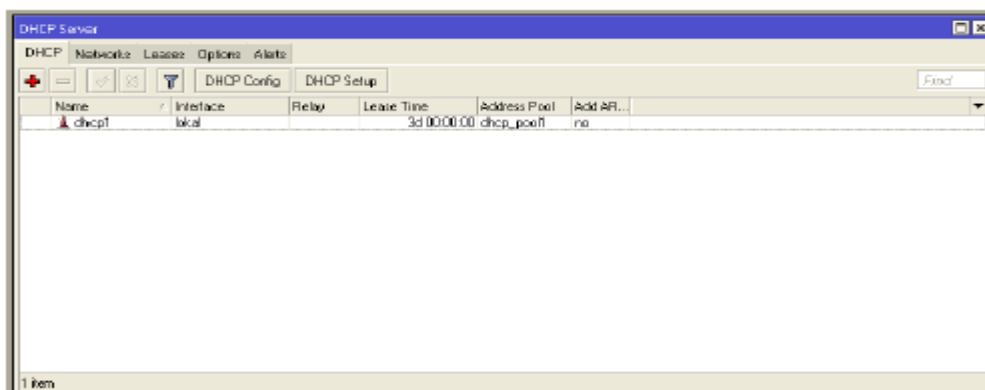 DHCP Server
DHCP Networks Leases Options Alerts
DHCP Config DHCP Setup Find
Name Interface Relay Lease Time Address Pool Add AR...
dhcp1 lokal 3d 00:00:00 dhcp_pool1 no
1 item